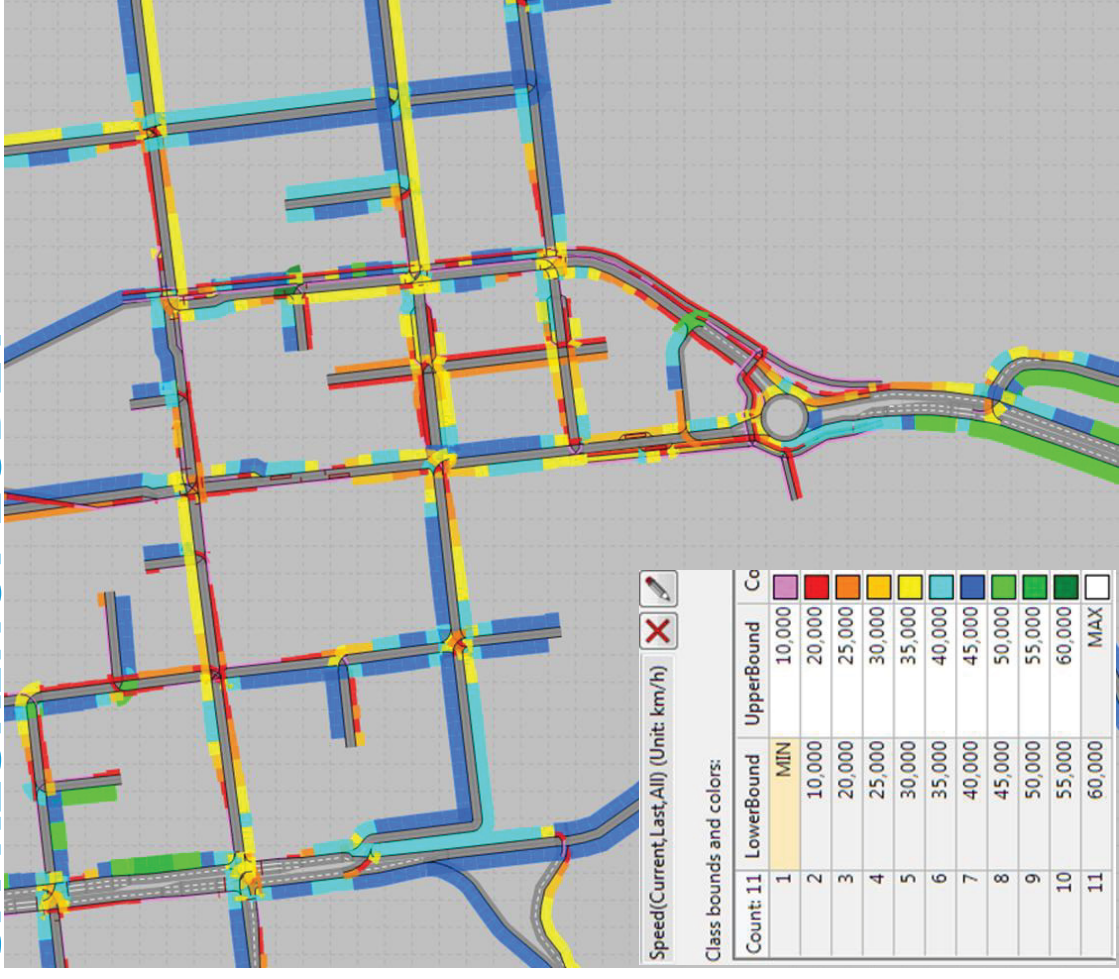 Speed(Current,Last,All) (Unit: km/h)
Class bounds and colors:
Count: 11 LowerBound UpperBound Co
1 MIN 10,000
2 10,000 20,000
3 20,000 25,000
4 25,000 30,000
5 30,000 35,000
6 35,000 40,000
7 40,000 45,000
8 45,000 50,000
9 50,000 55,000
10 55,000 60,000
11 60,000 MAX